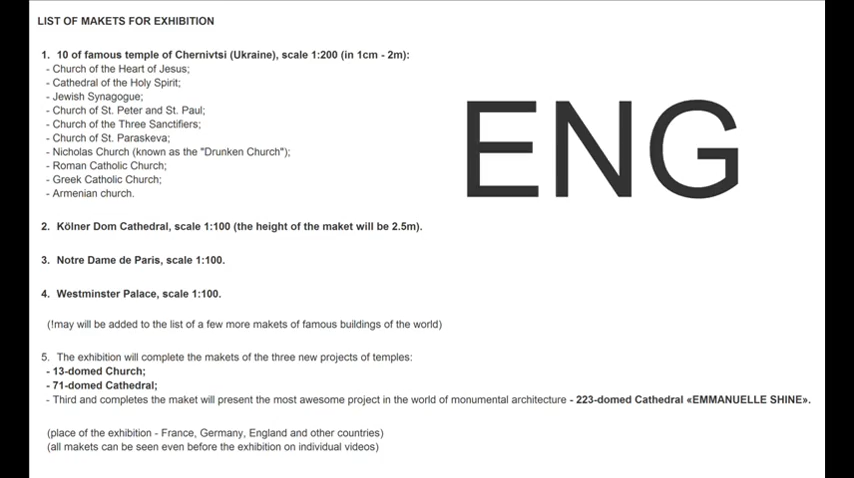 LIST OF MAKETS FOR EXHIBITION
1. 10 of famous temple of Chernivtsi (Ukraine), scale 1:200 (in 1cm - 2m):
- Church of the Heart of Jesus;
- Cathedral of the Holy Spirit;
- Jewish Synagogue;
- Church of St. Peter and St. Paul;
- Church of the Three Sanctifiers;
- Church of St. Paraskeva;
- Nicholas Church (known as the "Drunken Church");
- Roman Catholic Church;
- Greek Catholic Church;
- Armenian church.
ENG
2. Kölner Dom Cathedral, scale 1:100 (the height of the maket will be 2.5m).
3. Notre Dame de Paris, scale 1:100.
4. Westminster Palace, scale 1:100.
(!may will be added to the list of a few more makets of famous buildings of the world)
5. The exhibition will complete the makets of the three new projects of temples:
- 13-domed Church;
- 71-domed Cathedral;
- Third and completes the maket will present the most awesome project in the world of monumental architecture - 223-domed Cathedral «EMMANUELLE SHINE».
(place of the exhibition - France, Germany, England and other countries)
(all makets can be seen even before the exhibition on individual videos)